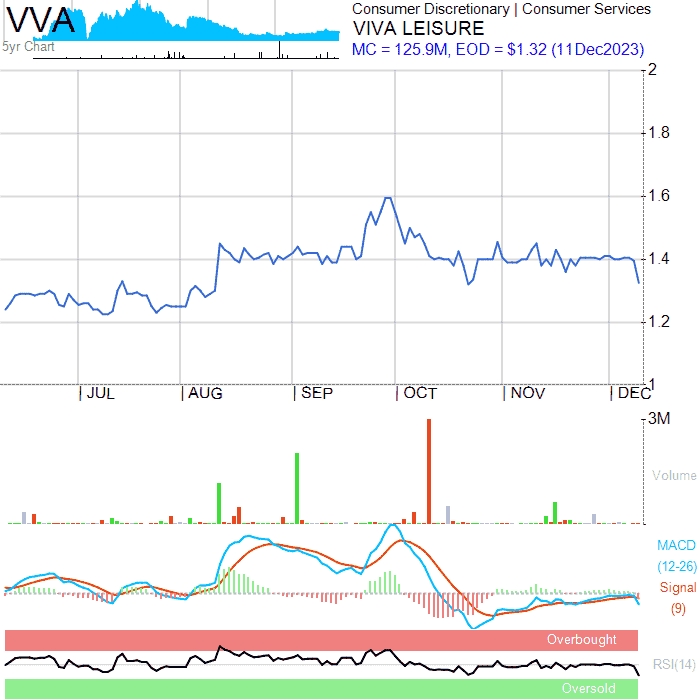 VVA
5yr Chart
Consumer Discretionary | Consumer Services
VIVA LEISURE
MC = 125.9M, EOD = $1.32 (11Dec2023)
2
1.8
1.6
1.4
1.2
1
| JUL | AUG | SEP | OCT | NOV | DEC
3M
Volume
MACD
(12-26)
Signal
(9)
Overbought
RSI(14)
Oversold